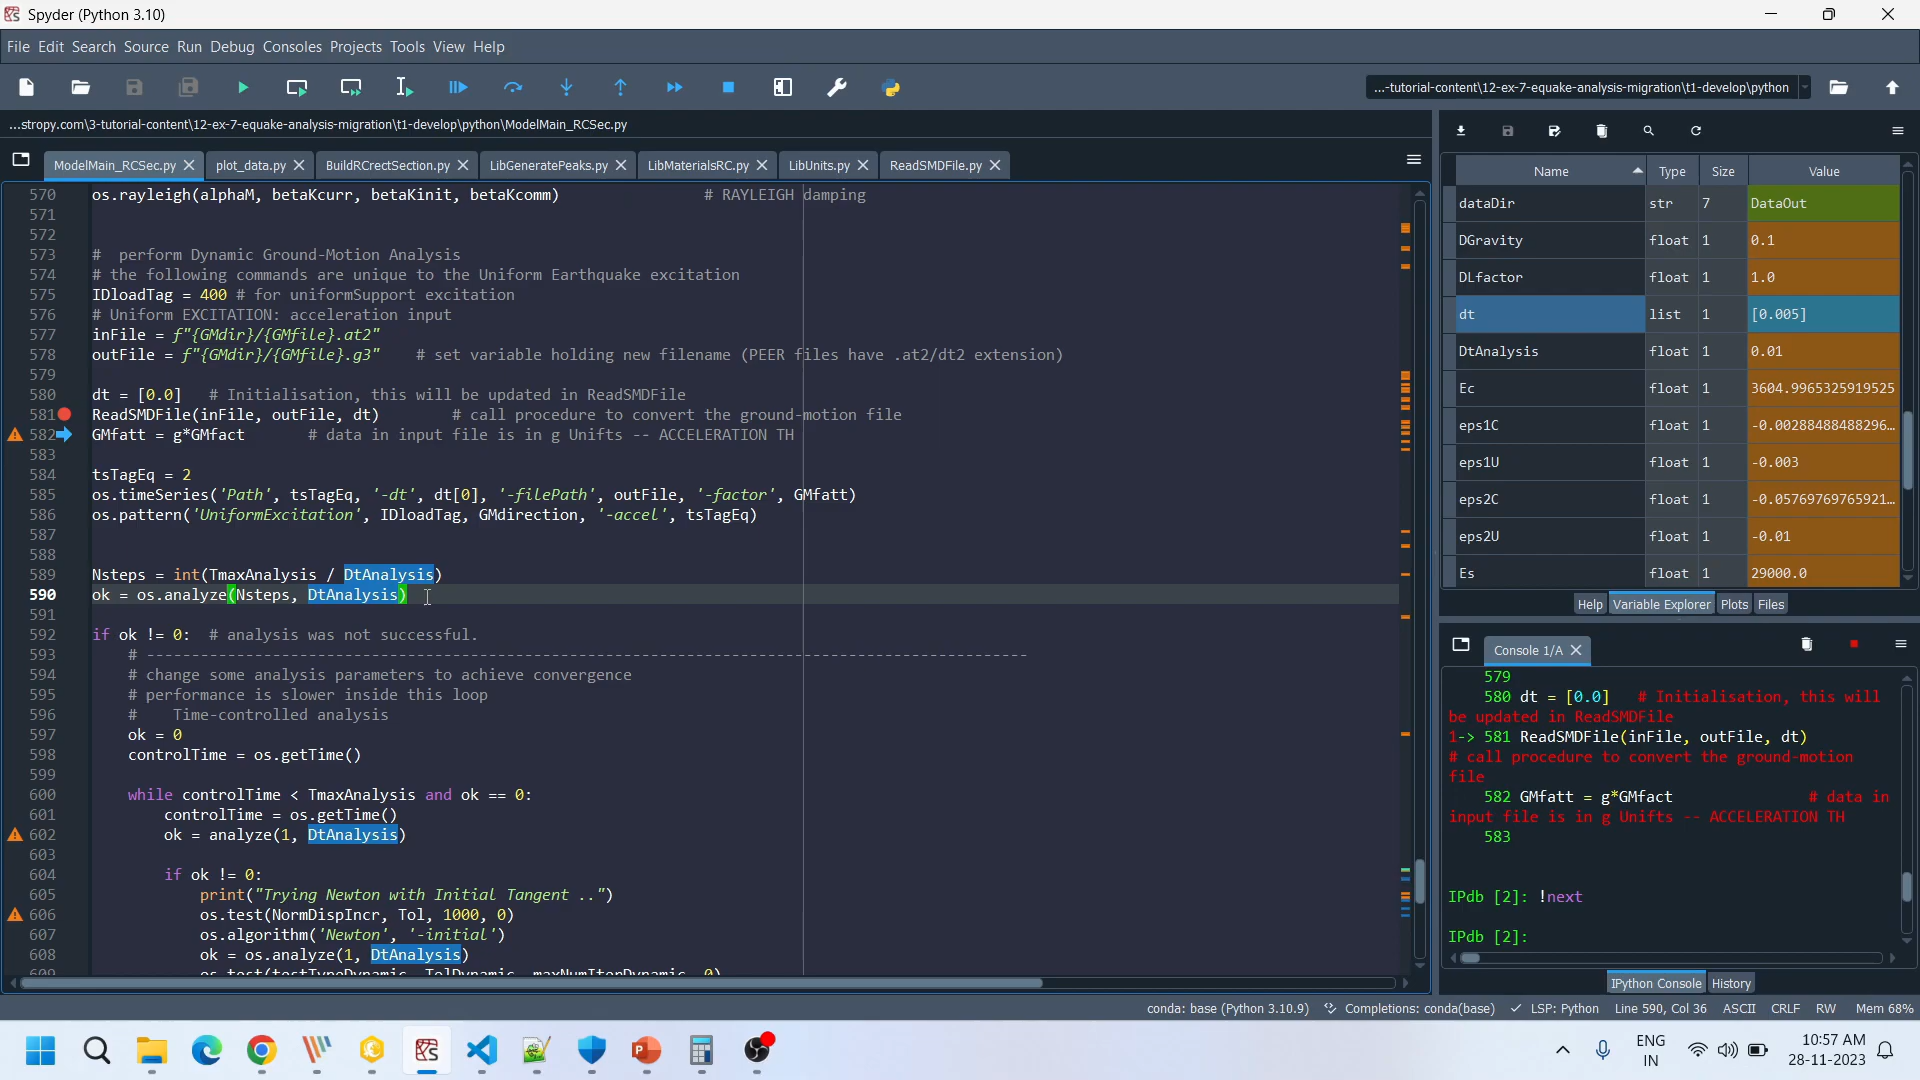 Spyder (Python 3.10)
File Edit Search Source Run Debug Consoles Projects Tools View Help
...-tutorial-content\12-ex-7-equake-analysis-migration\t1-develop\python
...stropy.com\3-tutorial-content\12-ex-7-equake-analysis-migration\t1-develop\python\ModelMain_RCSec.py
ModelMain_RCSec.py plot_data.py BuildRCrectSection.py LibGeneratePeaks.py LibMaterialsRC.py LibUnits.py ReadSMDFile.py
570 os.rayleigh(alphaM, betaKcurr, betaKinit, betaKcomm) # RAYLEIGH damping
571
572
573 # perform Dynamic Ground-Motion Analysis
574 # the following commands are unique to the Uniform Earthquake excitation
575 IDloadTag = 400 # for uniformSupport excitation
576 # Uniform EXCITATION: acceleration input
577 inFile = f"{GMdir}/{GMfile}.at2"
578 outFile = f"{GMdir}/{GMfile}.g3" # set variable holding new filename (PEER files have .at2/dt2 extension)
579
580 dt = [0.0] # Initialisation, this will be updated in ReadSMDFile
581 ReadSMDFile(inFile, outFile, dt) # call procedure to convert the ground-motion file
582 GMfatt = g*GMfact # data in input file is in g Unifts -- ACCELERATION TH
583
584 tsTagEq = 2
585 os.timeSeries('Path', tsTagEq, '-dt', dt[0], '-filePath', outFile, '-factor', GMfatt)
586 os.pattern('UniformExcitation', IDloadTag, GMdirection, '-accel', tsTagEq)
587
588
589 Nsteps = int(TmaxAnalysis / DtAnalysis)
590 ok = os.analyze(Nsteps, DtAnalysis)
591
592 if ok != 0: # analysis was not successful.
593 # --------------------------------------------------------------------------------------------------
594 # change some analysis parameters to achieve convergence
595 # performance is slower inside this loop
596 # Time-controlled analysis
597 ok = 0
598 controlTime = os.getTime()
599
600 while controlTime < TmaxAnalysis and ok == 0:
601 controlTime = os.getTime()
602 ok = analyze(1, DtAnalysis)
603
604 if ok != 0:
605 print("Trying Newton with Initial Tangent ..")
606 os.test(NormDispIncr, Tol, 1000, 0)
607 os.algorithm('Newton', '-initial')
608 ok = os.analyze(1, DtAnalysis)
609 os.test(testTypeDynamic, TolDynamic, maxNumIterDynamic, 0)
Name Type Size Value
dataDir str 7 DataOut
DGravity float 1 0.1
DLfactor float 1 1.0
dt list 1 [0.005]
DtAnalysis float 1 0.01
Ec float 1 3604.9965325919525
eps1C float 1 -0.00288488488296...
eps1U float 1 -0.003
eps2C float 1 -0.05769769765921...
eps2U float 1 -0.01
Es float 1 29000.0
Help Variable Explorer Plots Files
Console 1/A
579
580 dt = [0.0] # Initialisation, this will
be updated in ReadSMDFile
1-> 581 ReadSMDFile(inFile, outFile, dt)
# call procedure to convert the ground-motion
file
582 GMfatt = g*GMfact # data in
input file is in g Unifts -- ACCELERATION TH
583
IPdb [2]: !next
IPdb [2]:
IPython Console History
conda: base (Python 3.10.9) Completions: conda(base) LSP: Python Line 590, Col 36 ASCII CRLF RW Mem 68%
ENG
IN
10:57 AM
28-11-2023